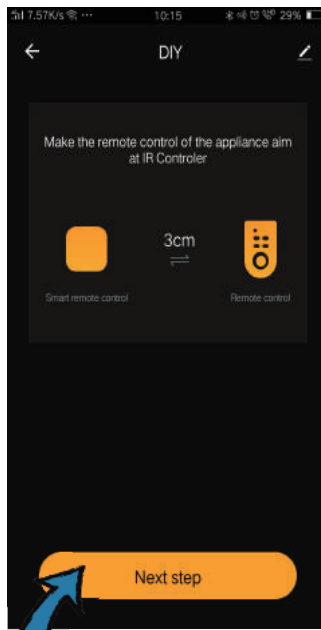 7.57K/s ... 10:15 29%
DIY
Make the remote control of the appliance aim
at IR Controler
3cm
Smart remote control Remote control
Next step